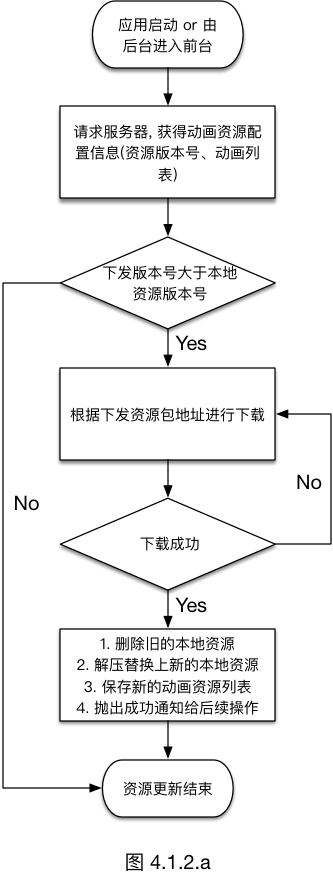 应用启动 or 由
后台进入前台
请求服务器, 获得动画资源配
置信息(资源版本号、动画列
表)
下发版本号大于本地
资源版本号
Yes
根据下发资源包地址进行下载
No
No
下载成功
Yes
1. 删除旧的本地资源
2. 解压替换上新的本地资源
3. 保存新的动画资源列表
4. 抛出成功通知给后续操作
资源更新结束
图 4.1.2.a